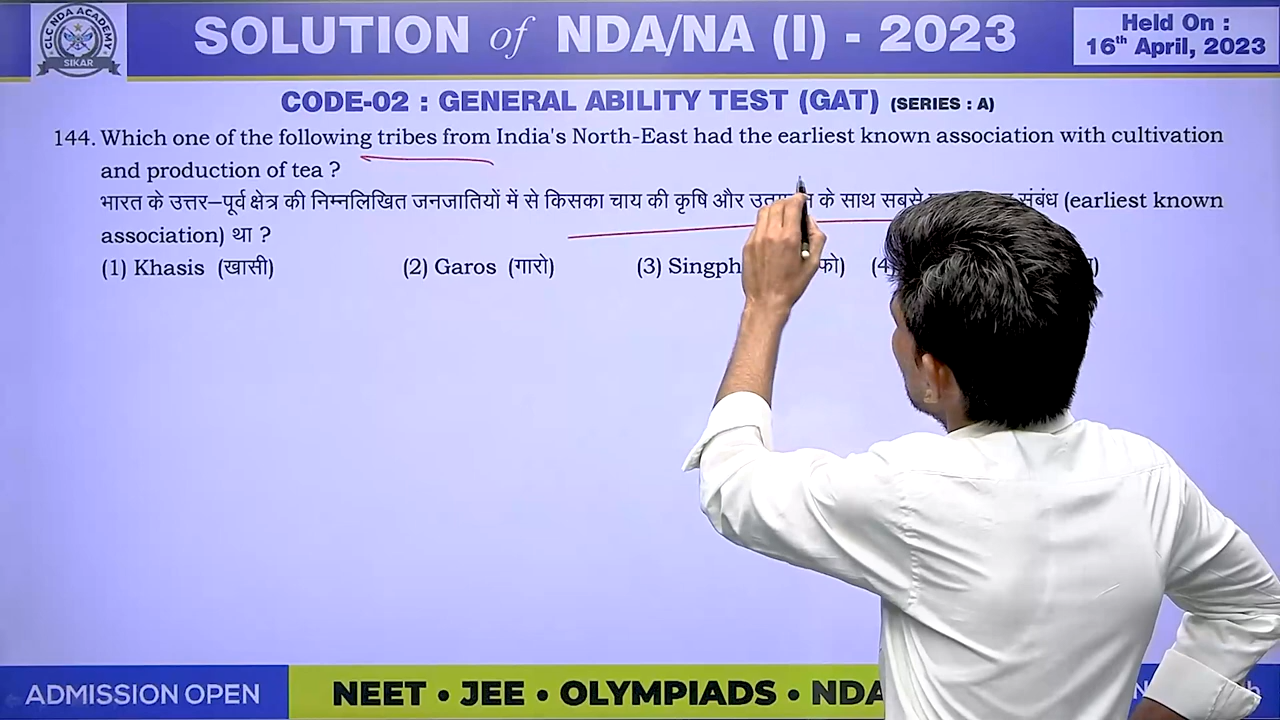 CLC NDA ACADEMY
SIKAR
SOLUTION of NDA/NA (I) - 2023
Held On :
16th April, 2023
CODE-02 : GENERAL ABILITY TEST (GAT) (SERIES : A)
144. Which one of the following tribes from India's North-East had the earliest known association with cultivation
and production of tea ?
भारत के उत्तर–पूर्व क्षेत्र की निम्नलिखित जनजातियों में से किसका चाय की कृषि और के साथ सबसे संबंध (earliest known
association) था ?
(1) Khasis (खासी) (2) Garos (गारो) (3)
ADMISSION OPEN
NEET • JEE • OLYMPIADS • NDA